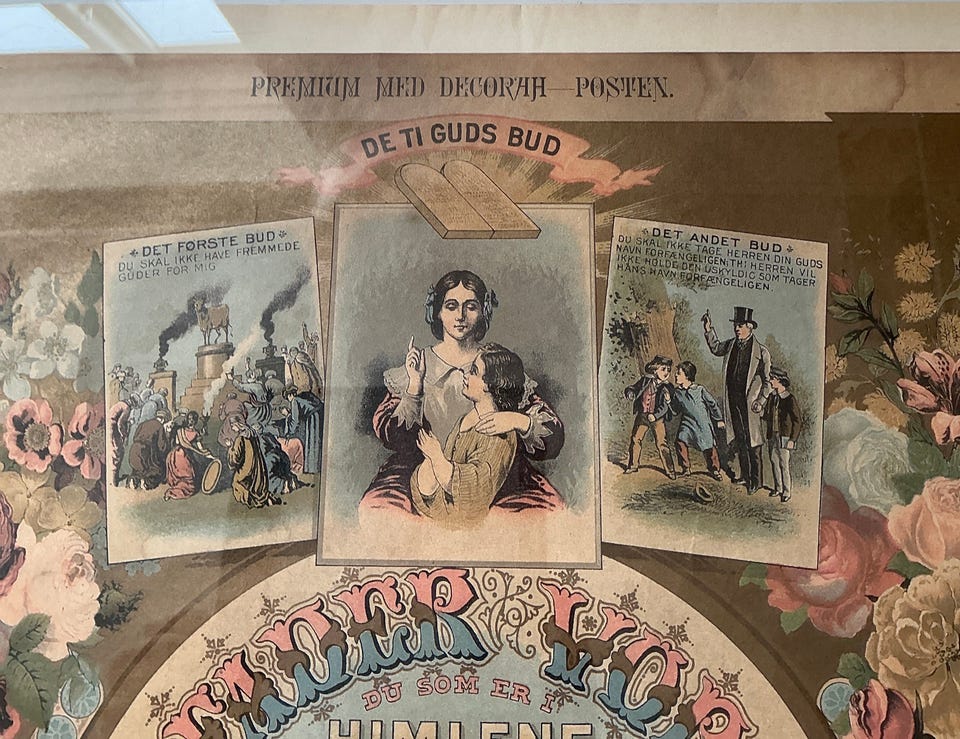 PREMIUM MED DECORAH—POSTEN.
DE TI GUDS BUD
DET FØRSTE BUD
DU SKAL IKKE HAVE FREMMEDE
GUDER FOR MIG
DET ANDET BUD
DU SKAL IKKE TAGE HERREN DIN GUDS
NAVN FORFÆNGELIGEN; THI HERREN VIL
IKKE HOLDE DEN USKYLDIG SOM TAGER
HANS NAVN FORFÆNGELIGEN.
FADER VOR
DU SOM ER I
HIMLENE